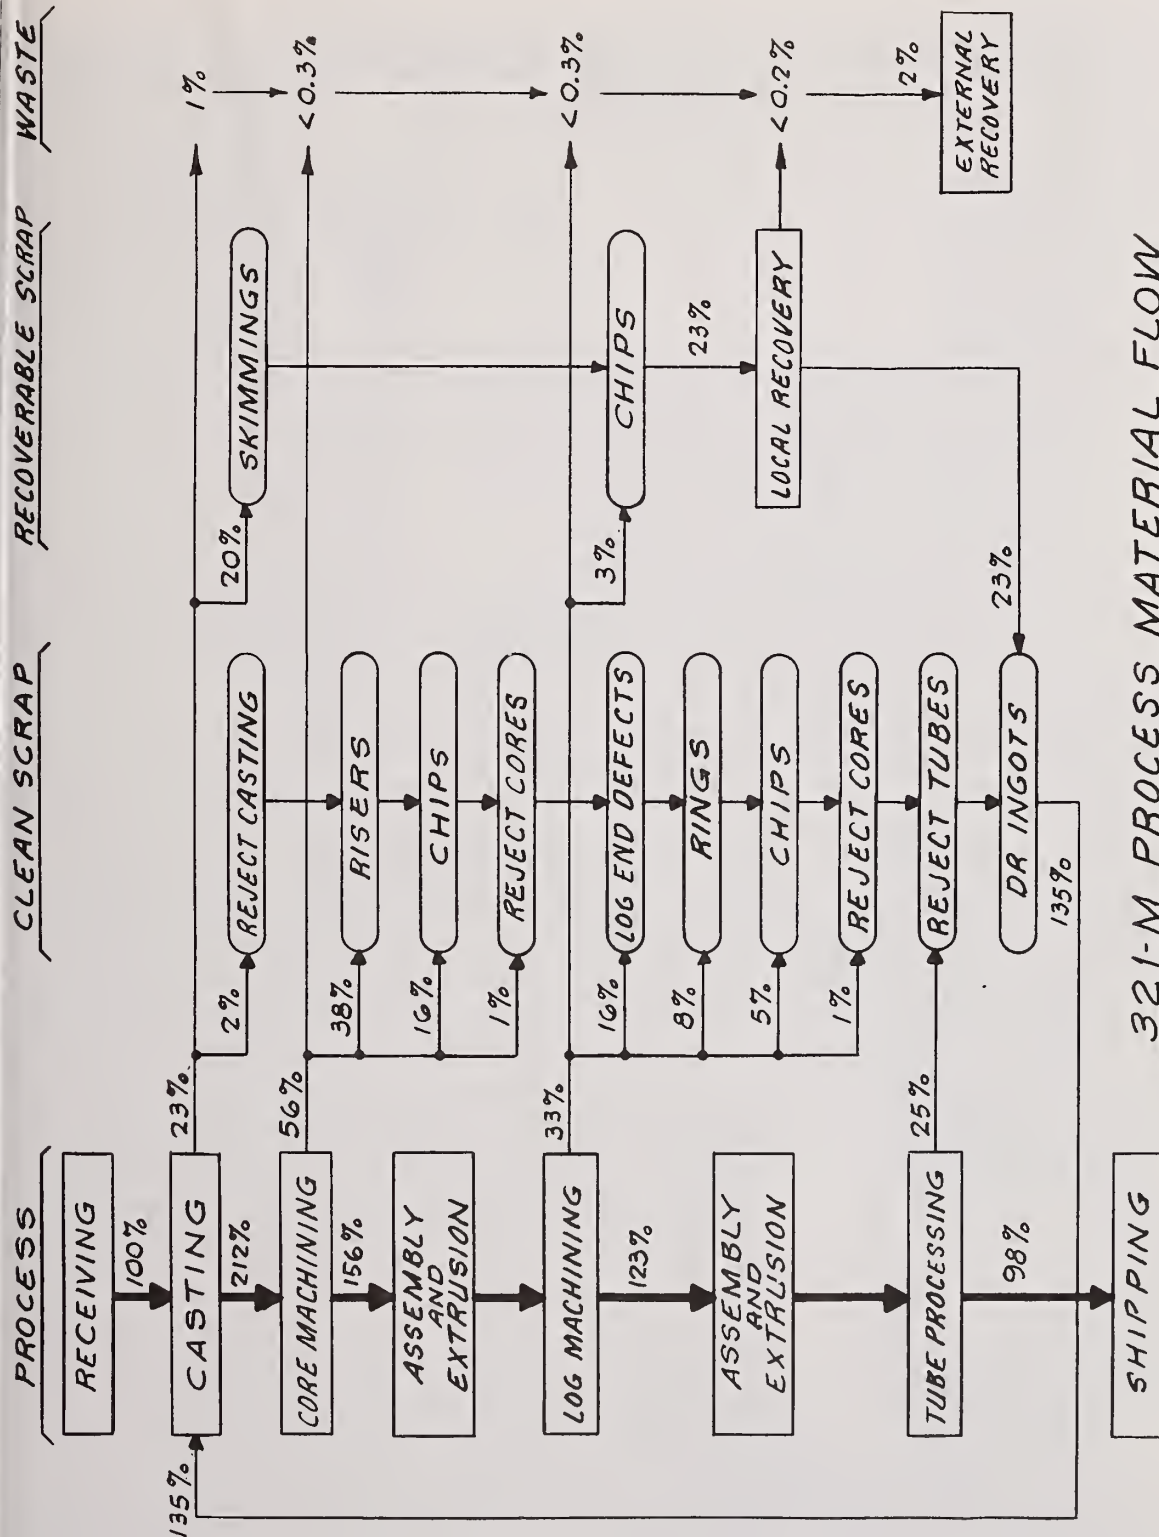 PROCESS
RECEIVING
100%
135%
CASTING
23%
212%
CORE MACHINING
56%
156%
ASSEMBLY
AND
EXTRUSION
LOG MACHINING
33%
123%
ASSEMBLY
AND
EXTRUSION
TUBE PROCESSING
25%
98%
SHIPPING
CLEAN SCRAP
2%
REJECT CASTING
38%
RISERS
16%
CHIPS
1%
REJECT CORES
16%
LOG END DEFECTS
8%
RINGS
5%
CHIPS
1%
REJECT CORES
REJECT TUBES
DR INGOTS
135%
RECOVERABLE SCRAP
20%
SKIMMINGS
3%
CHIPS
23%
LOCAL RECOVERY
23%
WASTE
1%
<0.3%
<0.3%
<0.2%
2%
EXTERNAL
RECOVERY
321-M PROCESS MATERIAL FLOW